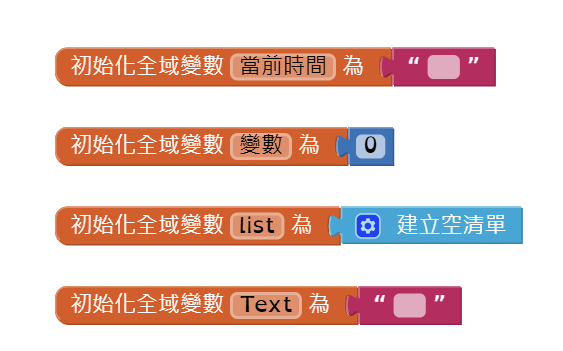 初始化全域變數 當前時間 為 “ ”
初始化全域變數 變數 為 0
初始化全域變數 list 為 建立空清單
初始化全域變數 Text 為 “ ”